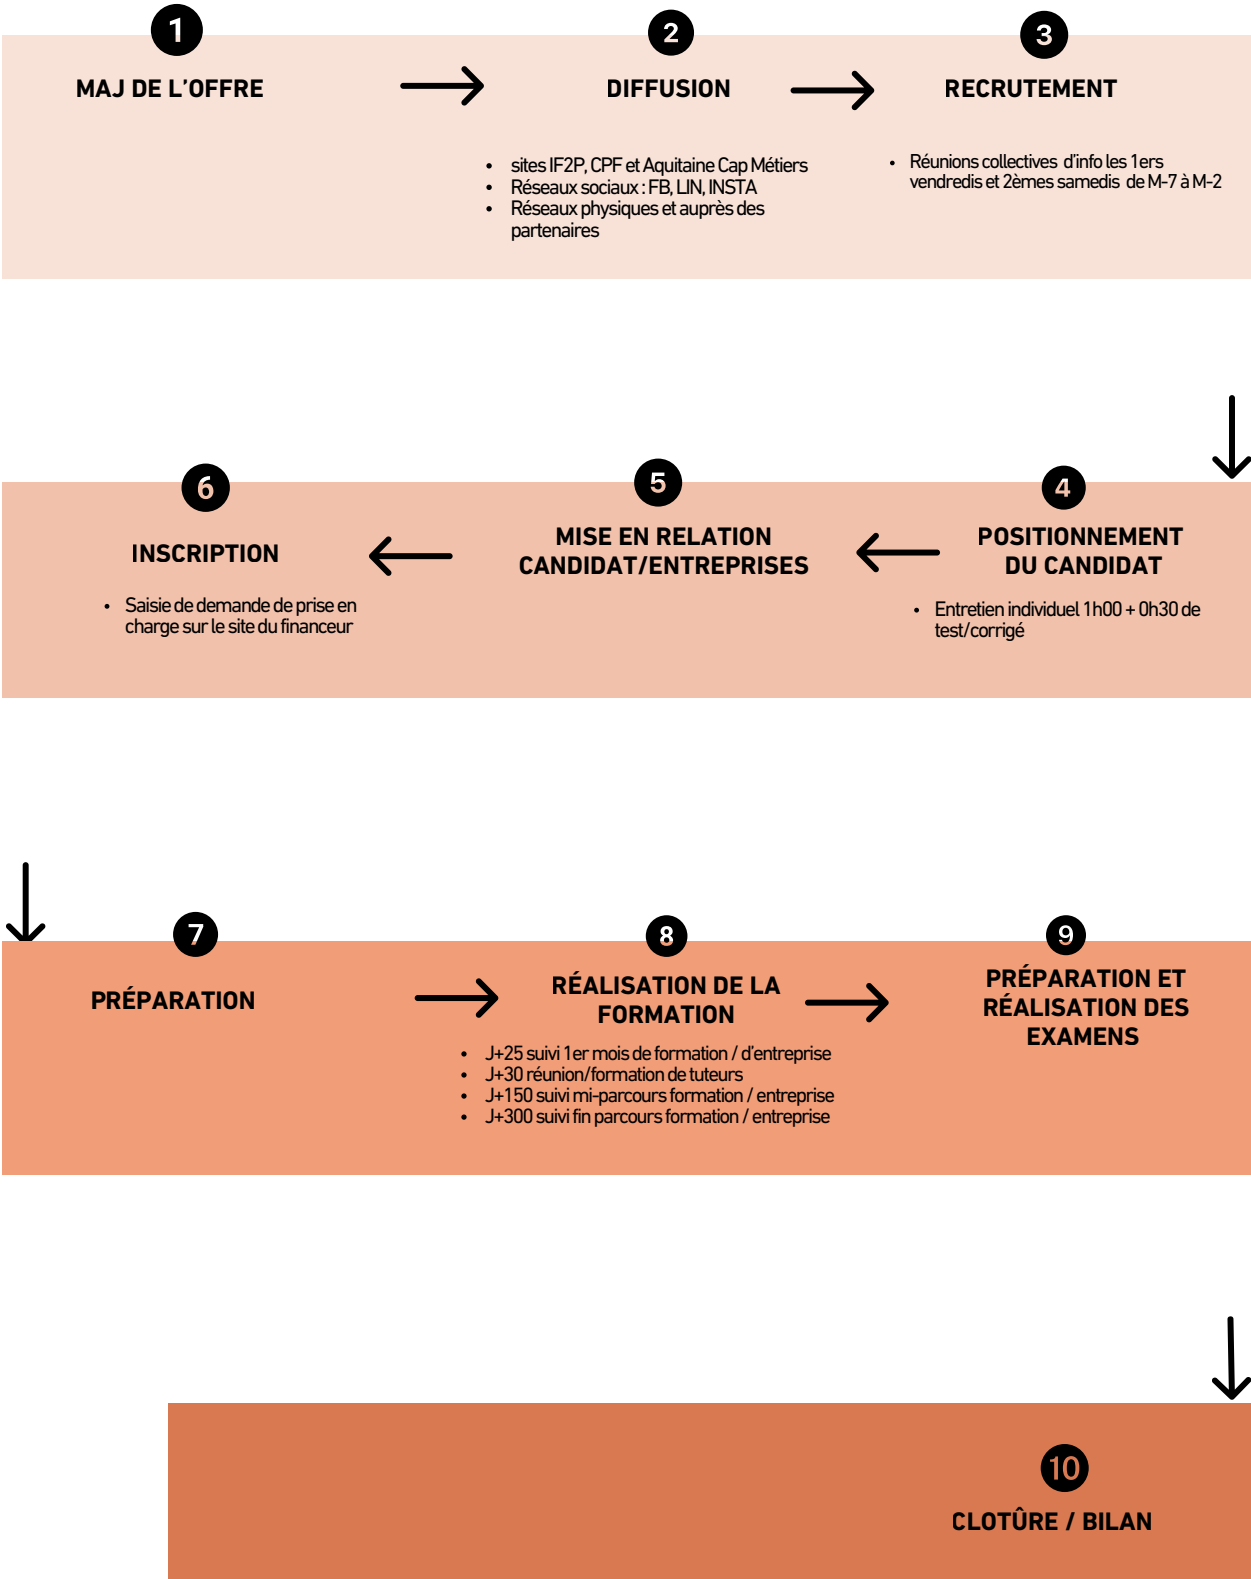 1
MAJ DE L'OFFRE
2
DIFFUSION
• sites IF2P, CPF et Aquitaine Cap Métiers
• Réseaux sociaux : FB, LIN, INSTA
• Réseaux physiques et auprès des
partenaires
3
RECRUTEMENT
• Réunions collectives d'info les 1ers
vendredis et 2èmes samedis de M-7 à M-2
4
POSITIONNEMENT
DU CANDIDAT
• Entretien individuel 1h00 + 0h30 de
test/corrigé
5
MISE EN RELATION
CANDIDAT/ENTREPRISES
6
INSCRIPTION
• Saisie de demande de prise en
charge sur le site du financeur
7
PRÉPARATION
8
RÉALISATION DE LA
FORMATION
• J+25 suivi 1er mois de formation / d'entreprise
• J+30 réunion/formation de tuteurs
• J+150 suivi mi-parcours formation / entreprise
• J+300 suivi fin parcours formation / entreprise
9
PRÉPARATION ET
RÉALISATION DES
EXAMENS
10
CLOTÛRE / BILAN